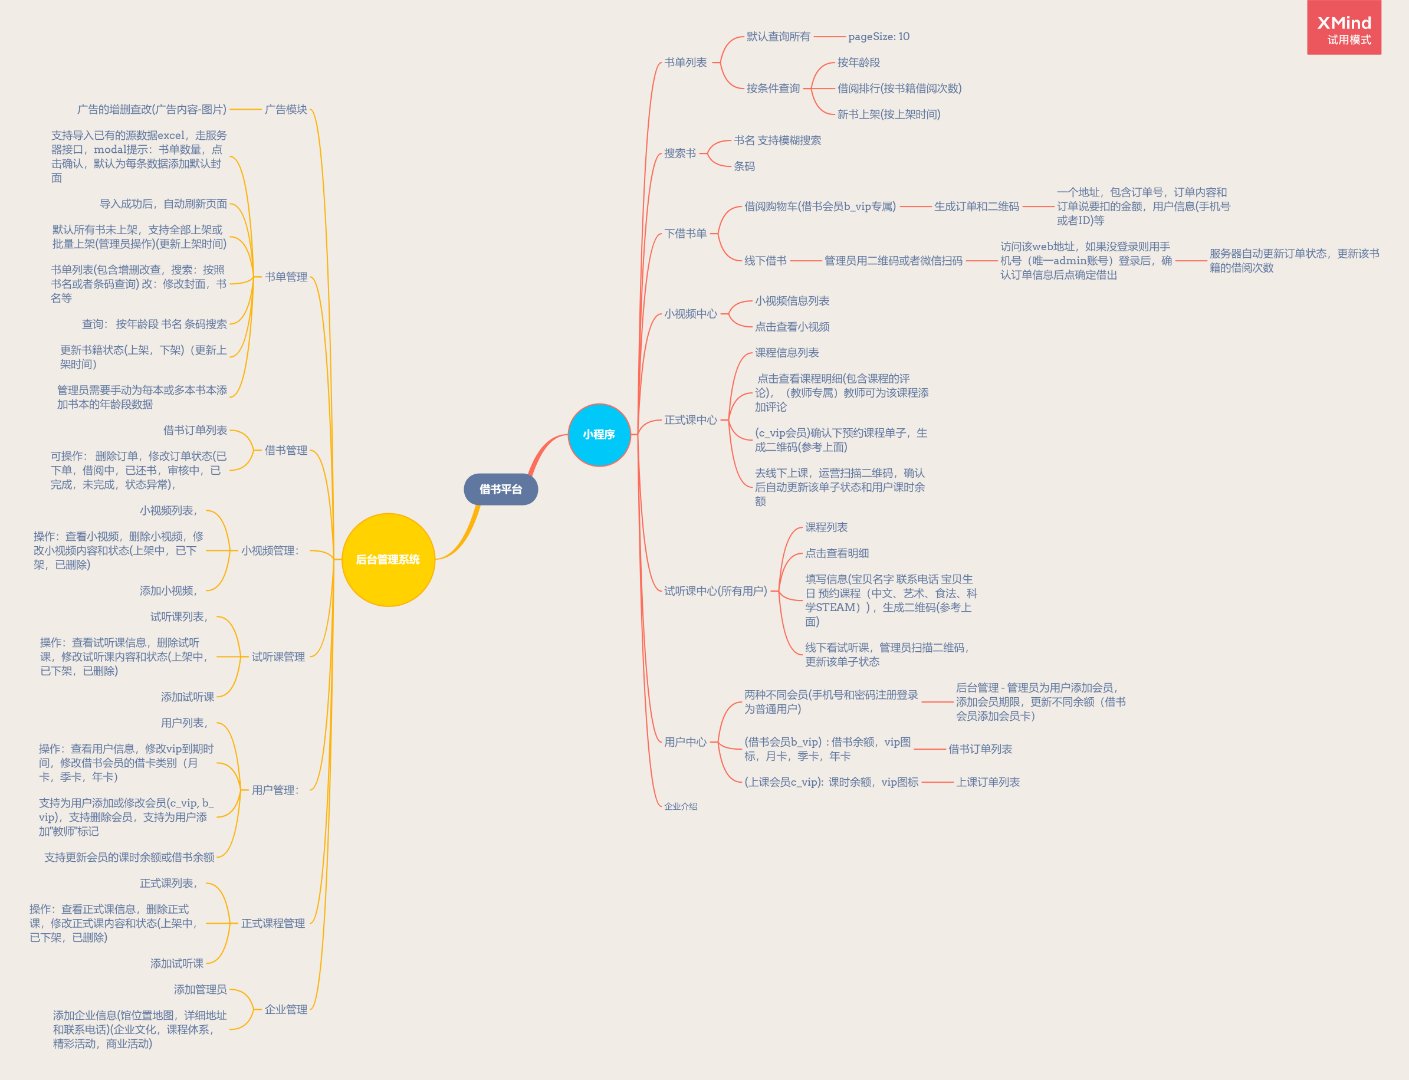 XMind
试用模式
借书平台
小程序
书单列表
默认查询所有
pageSize: 10
按条件查询
按年龄段
借阅排行(按书籍借阅次数)
新书上架(按上架时间)
搜索书
书名 支持模糊搜索
条码
下借书单
借阅购物车(借书会员b_vip专属)
生成订单和二维码
一个地址，包含订单号，订单内容和
订单说要扣的金额，用户信息(手机号
或者ID)等
线下借书
管理员用二维码或者微信扫码
访问该web地址，如果没登录则用手
机号（唯一admin账号）登录后，确
认订单信息后点确定借出
服务器自动更新订单状态，更新该书
籍的借阅次数
小视频中心
小视频信息列表
点击查看小视频
正式课中心
课程信息列表
点击查看课程明细(包含课程的评
论)，（教师专属）教师可为该课程添
加评论
(c_vip会员)确认下预约课程单子，生
成二维码(参考上面)
去线下上课，运营扫描二维码，确认
后自动更新该单子状态和用户课时余
额
试听课中心(所有用户)
课程列表
点击查看明细
填写信息(宝贝名字 联系电话 宝贝生
日 预约课程（中文、艺术、食法、科
学STEAM）) ，生成二维码(参考上
面)
线下看试听课，管理员扫描二维码，
更新该单子状态
用户中心
两种不同会员(手机号和密码注册登录
为普通用户)
后台管理 - 管理员为用户添加会员，
添加会员期限，更新不同余额（借书
会员添加会员卡）
(借书会员b_vip)：借书余额，vip图
标，月卡，季卡，年卡
借书订单列表
(上课会员c_vip): 课时余额，vip图标
上课订单列表
企业介绍
后台管理系统
广告模块
广告的增删查改(广告内容-图片)
书单管理
支持导入已有的源数据excel，走服务
器接口，modal提示：书单数量，点
击确认，默认为每条数据添加默认封
面
导入成功后，自动刷新页面
默认所有书未上架，支持全部上架或
批量上架(管理员操作)(更新上架时间)
书单列表(包含增删改查，搜索：按照
书名或者条码查询) 改：修改封面，书
名等
查询： 按年龄段 书名 条码搜索
更新书籍状态(上架，下架)（更新上
架时间）
管理员需要手动为每本或多本书本添
加书本的年龄段数据
借书管理
借书订单列表
可操作： 删除订单，修改订单状态(已
下单，借阅中，已还书，审核中，已
完成，未完成，状态异常)，
小视频管理：
小视频列表，
操作：查看小视频，删除小视频，修
改小视频内容和状态(上架中，已下
架，已删除)
添加小视频，
试听课管理
试听课列表，
操作：查看试听课信息，删除试听
课，修改试听课内容和状态(上架中，
已下架，已删除)
添加试听课
用户管理：
用户列表，
操作：查看用户信息，修改vip到期时
间，修改借书会员的借卡类别（月
卡，季卡，年卡）
支持为用户添加或修改会员(c_vip, b_
vip)，支持删除会员，支持为用户添
加"教师"标记
支持更新会员的课时余额或借书余额
正式课程管理
正式课列表，
操作：查看正式课信息，删除正式
课，修改正式课内容和状态(上架中，
已下架，已删除)
添加试听课
企业管理
添加管理员
添加企业信息(馆位置地图，详细地址
和联系电话)(企业文化，课程体系，
精彩活动，商业活动)